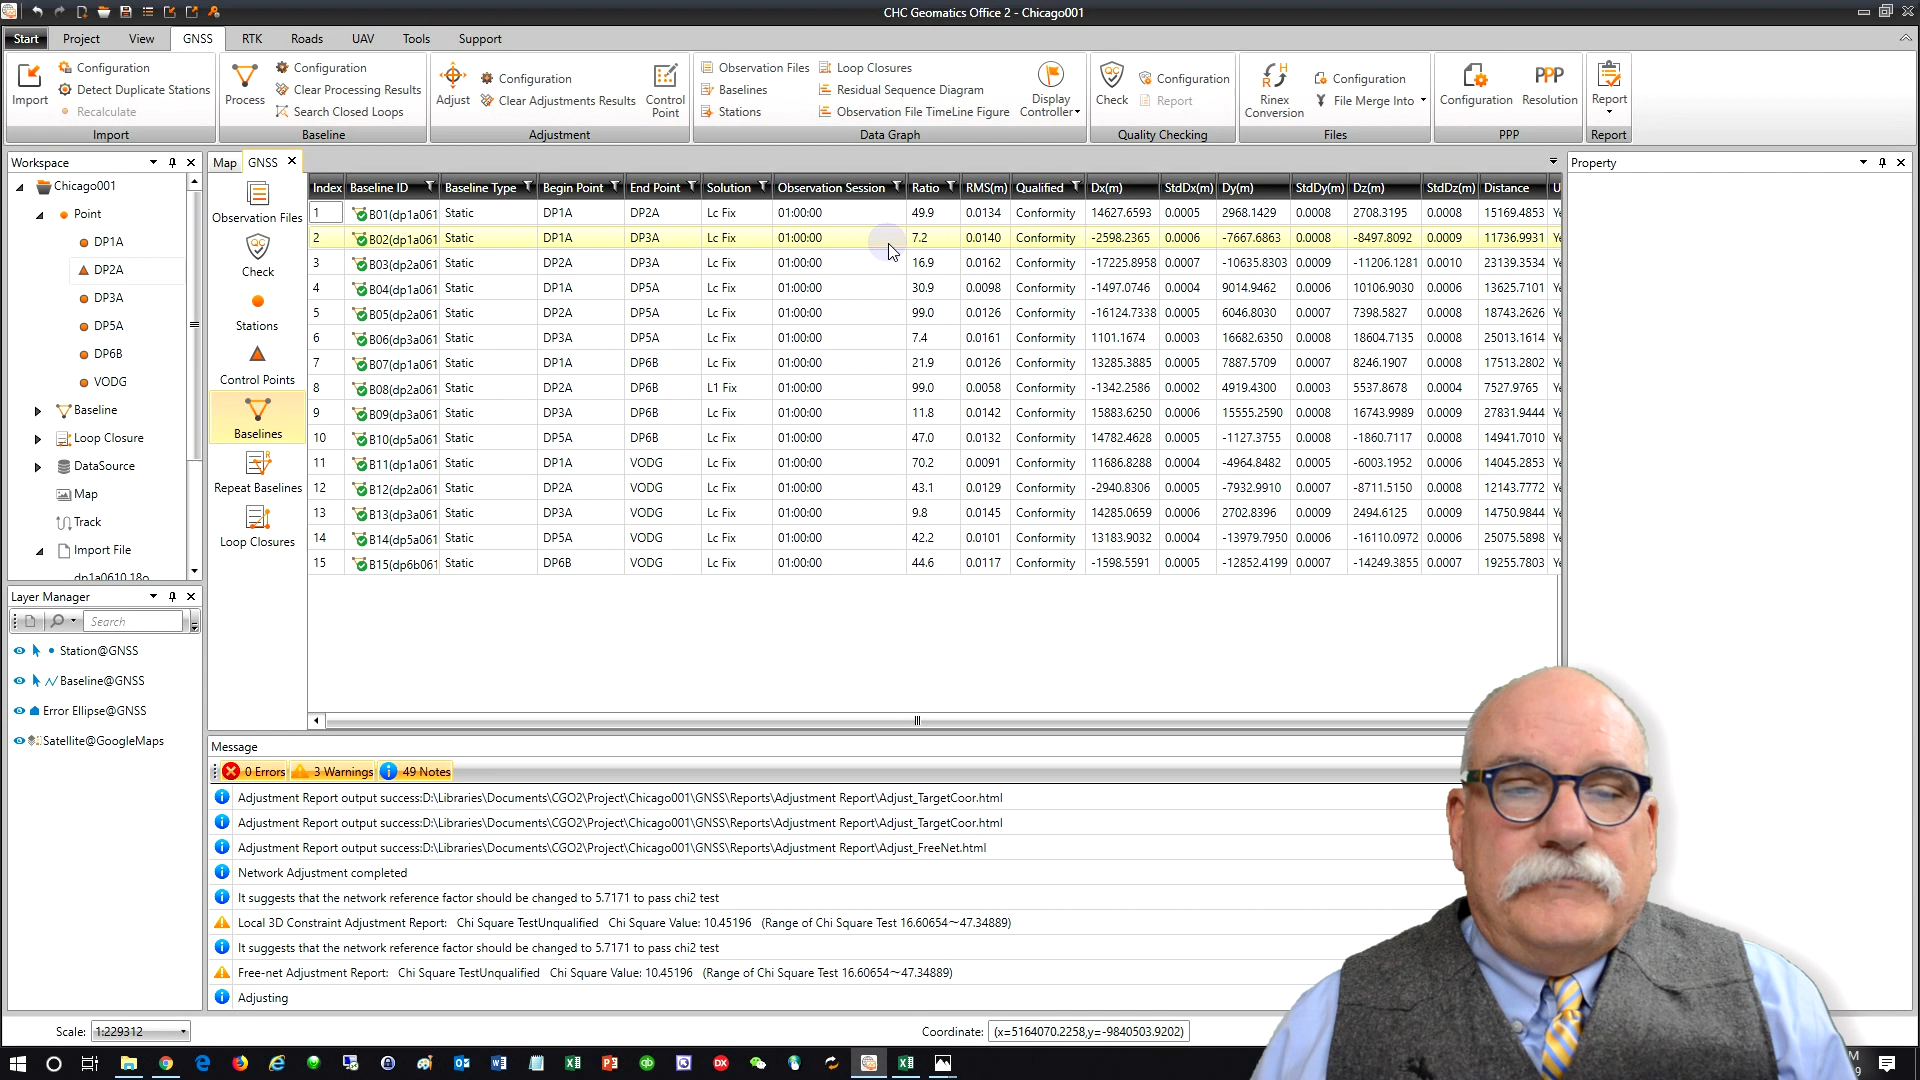 CHC Geomatics Office 2 - Chicago001
Start Project View GNSS RTK Roads UAV Tools Support
Import Configuration Detect Duplicate Stations Recalculate Import
Process Configuration Clear Processing Results Search Closed Loops Baseline
Adjust Configuration Clear Adjustments Results Control Point Adjustment
Observation Files Baselines Stations Loop Closures Residual Sequence Diagram Observation File TimeLine Figure Display Controller Data Graph
Check Configuration Report Quality Checking
Rinex Conversion Configuration File Merge Into Files
Configuration PPP Resolution PPP
Report Report
Workspace
Chicago001
Point
DP1A
DP2A
DP3A
DP5A
DP6B
VODG
Baseline
Loop Closure
DataSource
Map
Track
Import File
dp1a0610.18o
Layer Manager
Search
Station@GNSS
Baseline@GNSS
Error Ellipse@GNSS
Satellite@GoogleMaps
Map GNSS
Observation Files
QC
Check
Stations
Control Points
Baselines
Repeat Baselines
Loop Closures
Index Baseline ID Baseline Type Begin Point End Point Solution Observation Session Ratio RMS(m) Qualified Dx(m) StdDx(m) Dy(m) StdDy(m) Dz(m) StdDz(m) Distance U
1 B01(dp1a061 Static DP1A DP2A Lc Fix 01:00:00 49.9 0.0134 Conformity 14627.6593 0.0005 2968.1429 0.0008 2708.3195 0.0008 15169.4853 Ye
2 B02(dp1a061 Static DP1A DP3A Lc Fix 01:00:00 7.2 0.0140 Conformity -2598.2365 0.0006 -7667.6863 0.0008 -8497.8092 0.0009 11736.9931 Ye
3 B03(dp2a061 Static DP2A DP3A Lc Fix 01:00:00 16.9 0.0162 Conformity -17225.8958 0.0007 -10635.8303 0.0009 -11206.1281 0.0010 23139.3534 Ye
4 B04(dp1a061 Static DP1A DP5A Lc Fix 01:00:00 30.9 0.0098 Conformity -1497.0746 0.0004 9014.9462 0.0006 10106.9030 0.0006 13625.7101 Ye
5 B05(dp2a061 Static DP2A DP5A Lc Fix 01:00:00 99.0 0.0126 Conformity -16124.7338 0.0005 6046.8030 0.0007 7398.5827 0.0008 18743.2626 Ye
6 B06(dp3a061 Static DP3A DP5A Lc Fix 01:00:00 7.4 0.0161 Conformity 1101.1674 0.0003 16682.6350 0.0008 18604.7135 0.0008 25013.1614 Ye
7 B07(dp1a061 Static DP1A DP6B Lc Fix 01:00:00 21.9 0.0126 Conformity 13285.3885 0.0005 7887.5709 0.0007 8246.1907 0.0008 17513.2802 Ye
8 B08(dp2a061 Static DP2A DP6B L1 Fix 01:00:00 99.0 0.0058 Conformity -1342.2586 0.0002 4919.4300 0.0003 5537.8678 0.0004 7527.9765 Ye
9 B09(dp3a061 Static DP3A DP6B Lc Fix 01:00:00 11.8 0.0142 Conformity 15883.6250 0.0006 15555.2590 0.0008 16743.9989 0.0009 27831.9444 Ye
10 B10(dp5a061 Static DP5A DP6B Lc Fix 01:00:00 47.0 0.0132 Conformity 14782.4628 0.0005 -1127.3755 0.0008 -1860.7117 0.0008 14941.7010 Ye
11 B11(dp1a061 Static DP1A VODG Lc Fix 01:00:00 70.2 0.0091 Conformity 11686.8288 0.0004 -4964.8482 0.0005 -6003.1952 0.0006 14045.2853 Ye
12 B12(dp2a061 Static DP2A VODG Lc Fix 01:00:00 43.1 0.0129 Conformity -2940.8306 0.0005 -7932.9910 0.0007 -8711.5150 0.0008 12143.7772 Ye
13 B13(dp3a061 Static DP3A VODG Lc Fix 01:00:00 9.8 0.0145 Conformity 14285.0659 0.0006 2702.8396 0.0009 2494.6125 0.0009 14750.9844 Ye
14 B14(dp5a061 Static DP5A VODG Lc Fix 01:00:00 42.2 0.0101 Conformity 13183.9032 0.0004 -13979.7950 0.0006 -16110.0972 0.0006 25075.5898 Ye
15 B15(dp6b061 Static DP6B VODG Lc Fix 01:00:00 44.6 0.0117 Conformity -1598.5591 0.0005 -12852.4199 0.0007 -14249.3855 0.0007 19255.7803 Ye
Property
Message
0 Errors 3 Warnings 49 Notes
Adjustment Report output success:D:\Libraries\Documents\CGO2\Project\Chicago001\GNSS\Reports\Adjustment Report\Adjust_TargetCoor.html
Adjustment Report output success:D:\Libraries\Documents\CGO2\Project\Chicago001\GNSS\Reports\Adjustment Report\Adjust_TargetCoor.html
Adjustment Report output success:D:\Libraries\Documents\CGO2\Project\Chicago001\GNSS\Reports\Adjustment Report\Adjust_FreeNet.html
Network Adjustment completed
It suggests that the network reference factor should be changed to 5.7171 to pass chi2 test
Local 3D Constraint Adjustment Report: Chi Square TestUnqualified Chi Square Value: 10.45196 (Range of Chi Square Test 16.60654~47.34889)
It suggests that the network reference factor should be changed to 5.7171 to pass chi2 test
Free-net Adjustment Report: Chi Square TestUnqualified Chi Square Value: 10.45196 (Range of Chi Square Test 16.60654~47.34889)
Adjusting
Scale: 1:229312
Coordinate: (x=5164070.2258,y=-9840503.9202)